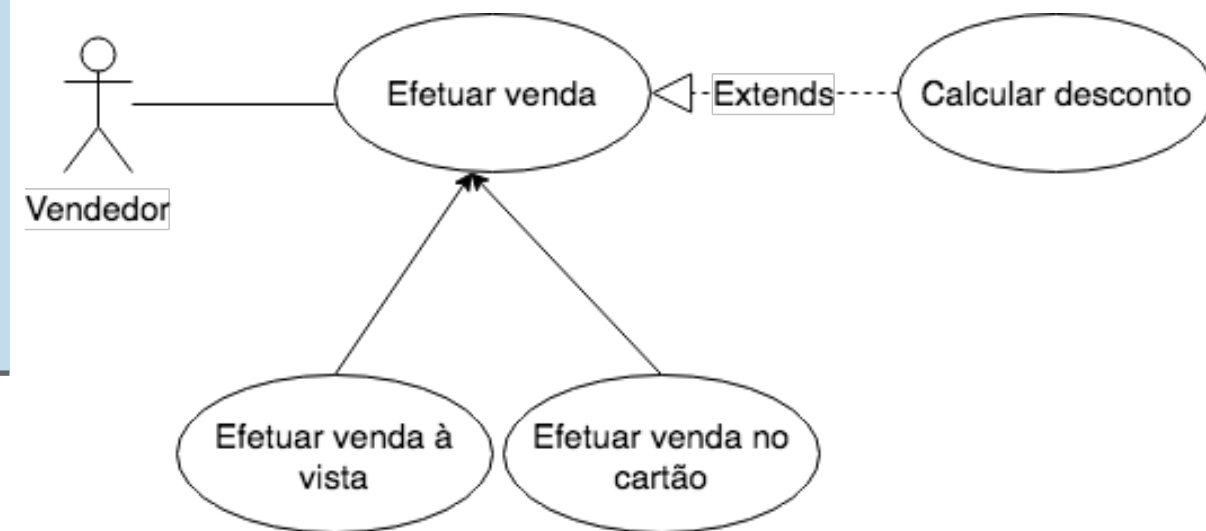 Efetuar venda
Extends
Calcular desconto
Vendedor
Efetuar venda à
vista
Efetuar venda no
cartão